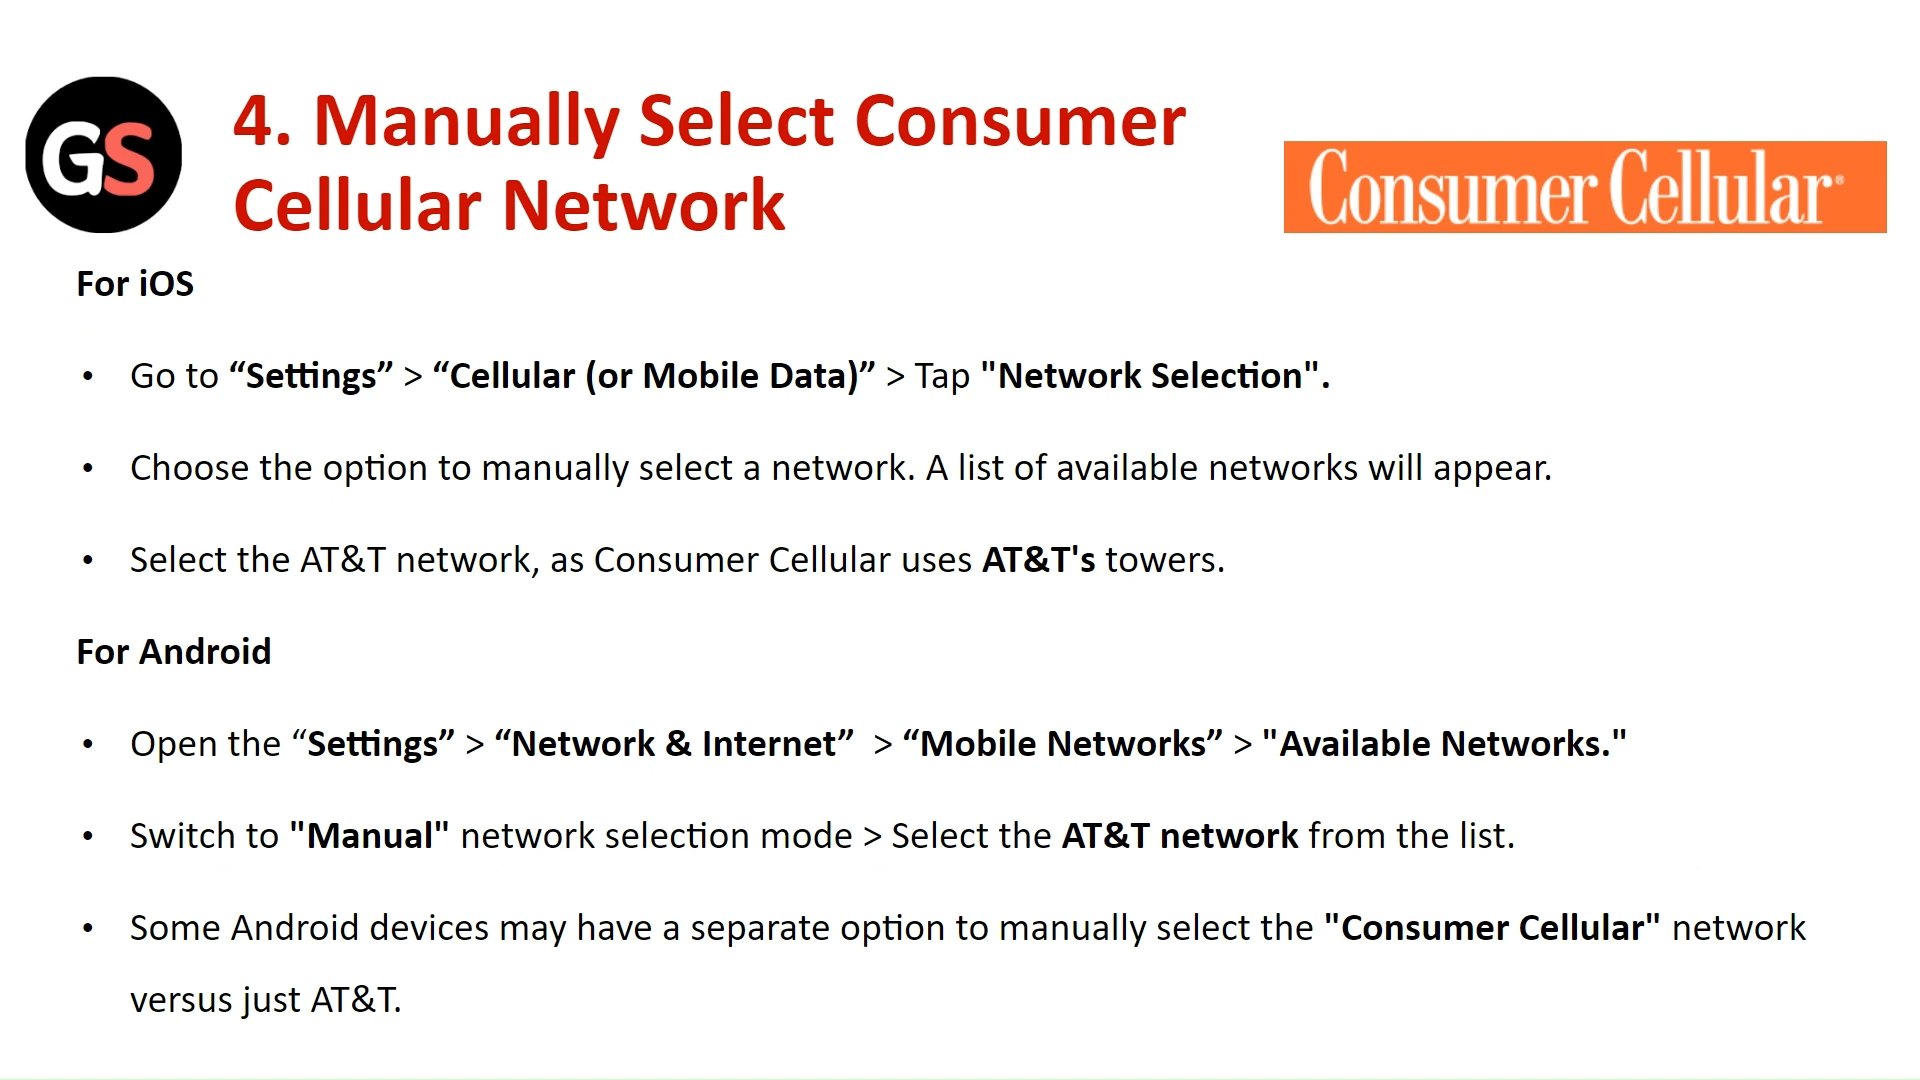 GS
4. Manually Select Consumer
Cellular Network
Consumer Cellular®
For iOS
• Go to “Settings” > “Cellular (or Mobile Data)” > Tap "Network Selection".
• Choose the option to manually select a network. A list of available networks will appear.
• Select the AT&T network, as Consumer Cellular uses AT&T's towers.
For Android
• Open the “Settings” > “Network & Internet”  > “Mobile Networks” > "Available Networks."
• Switch to "Manual" network selection mode > Select the AT&T network from the list.
• Some Android devices may have a separate option to manually select the "Consumer Cellular" network
versus just AT&T.